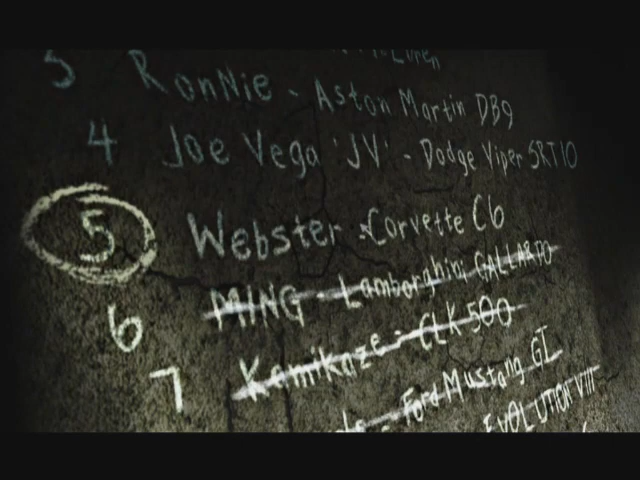 3 RonNie - Aston Martin DB9
4 Joe Vega 'JV' - Dodge Viper SRT10
5 Webster - Corvette C6
6 MING - Lamborghini GALLARDO
7 Kamikaze - CLK 500
- Ford Mustang GT
EVOLUTION VIII